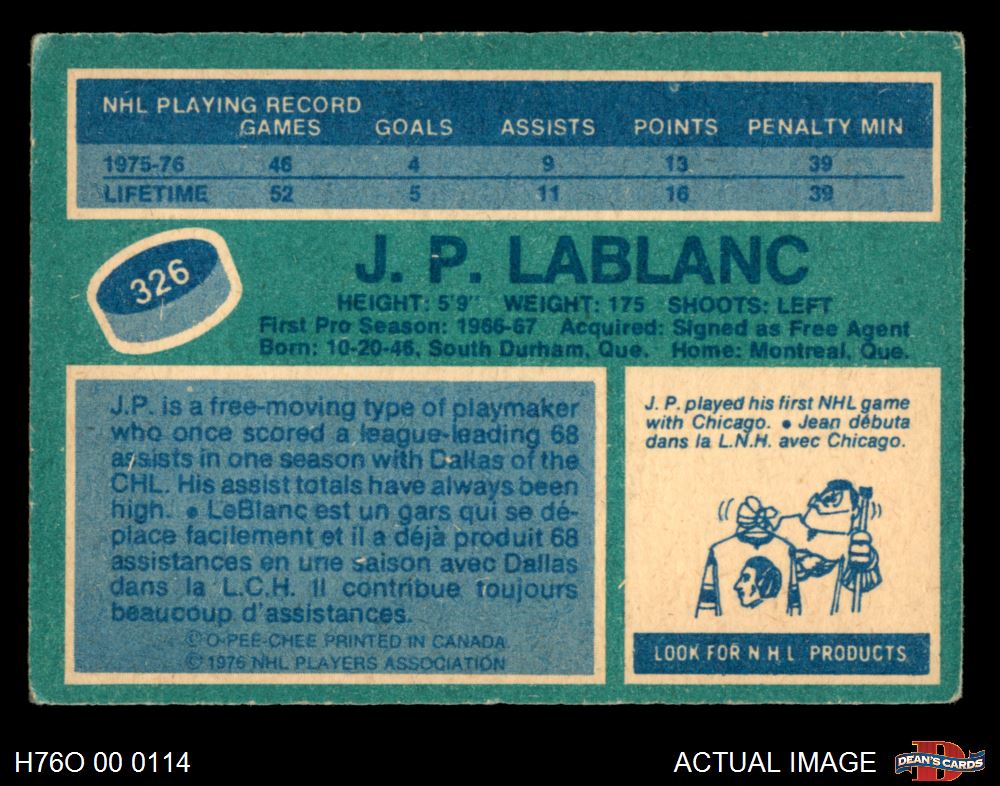 NHL PLAYING RECORD
GAMES GOALS ASSISTS POINTS PENALTY MIN
1975-76 46 4 9 13 39
LIFETIME 52 5 11 16 39
326
J. P. LABLANC
HEIGHT: 5'9" WEIGHT: 175 SHOOTS: LEFT
First Pro Season: 1966-67 Acquired: Signed as Free Agent
Born: 10-20-46, South Durham, Que. Home: Montreal, Que.
J.P. is a free-moving type of playmaker
who once scored a league-leading 68
assists in one season with Dallas of the
CHL. His assist totals have always been
high. ● LeBlanc est un gars qui se dé-
place facilement et il a déjà produit 68
assistances en une saison avec Dallas
dans la L.C.H. Il contribue toujours
beaucoup d'assistances.
© O-PEE-CHEE PRINTED IN CANADA
© 1976 NHL PLAYERS ASSOCIATION
J. P. played his first NHL game
with Chicago. ● Jean débuta
dans la L.N.H. avec Chicago.
LOOK FOR N H L PRODUCTS
H76O 00 0114
ACTUAL IMAGE
DEAN'S CARDS